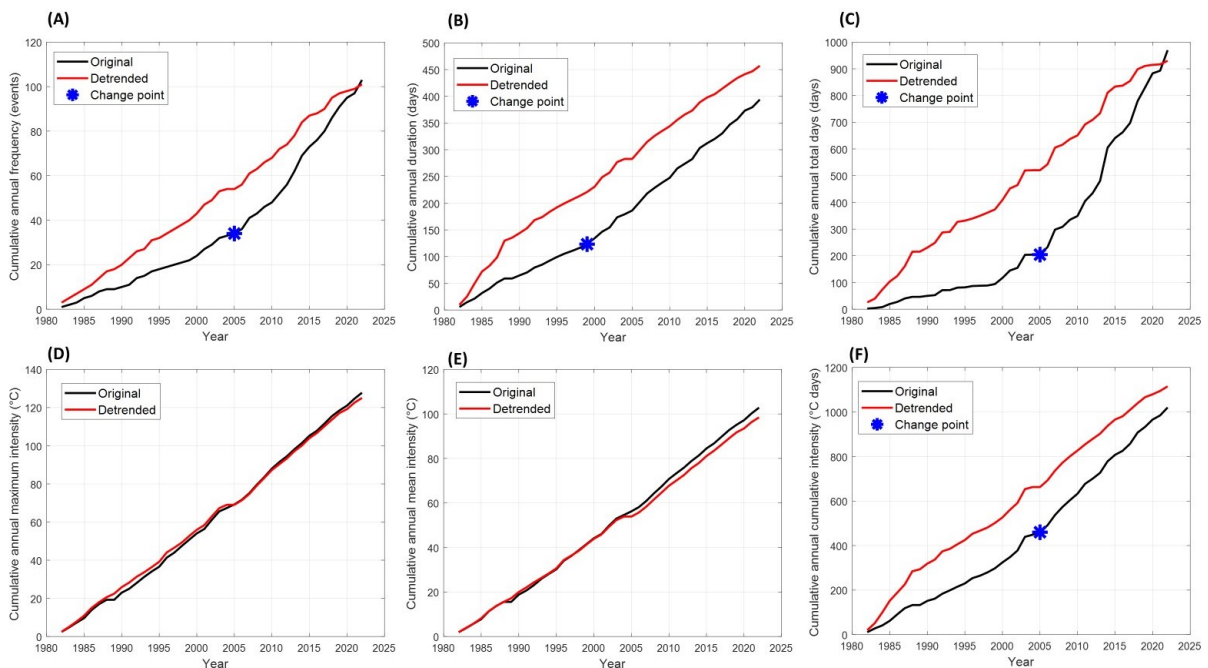 (A)
Cumulative annual frequency (events)
120
100
80
60
40
20
0
Original
Detrended
Change point
1980 1985 1990 1995 2000 2005 2010 2015 2020 2025
Year
(B)
Cumulative annual duration (days)
500
450
400
350
300
250
200
150
100
50
0
Original
Detrended
Change point
1980 1985 1990 1995 2000 2005 2010 2015 2020 2025
Year
(C)
Cumulative annual total days (days)
1000
900
800
700
600
500
400
300
200
100
0
Original
Detrended
Change point
1980 1985 1990 1995 2000 2005 2010 2015 2020 2025
Year
(D)
Cumulative annual maximum intensity (°C)
140
120
100
80
60
40
20
0
Original
Detrended
1980 1985 1990 1995 2000 2005 2010 2015 2020 2025
Year
(E)
Cumulative annual mean intensity (°C)
120
100
80
60
40
20
0
Original
Detrended
1980 1985 1990 1995 2000 2005 2010 2015 2020 2025
Year
(F)
Cumulative annual cumulative intensity (°C days)
1200
1000
800
600
400
200
0
Original
Detrended
Change point
1980 1985 1990 1995 2000 2005 2010 2015 2020 2025
Year